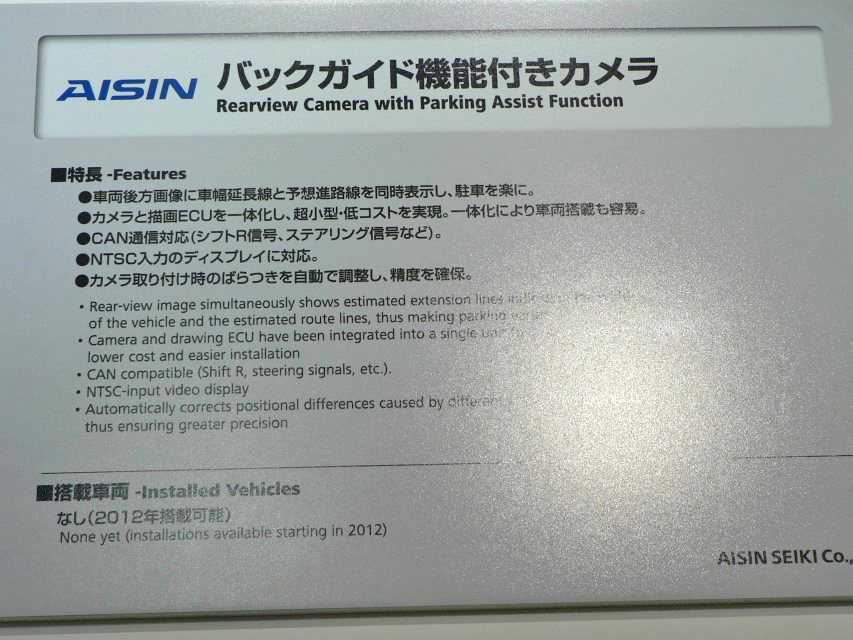 AISIN バックガイド機能付きカメラ
Rearview Camera with Parking Assist Function
■特長 -Features
●車両後方画像に車幅延長線と予想進路線を同時表示し、駐車を楽に。
●カメラと描画ECUを一体化し、超小型・低コストを実現。一体化により車両搭載も容易。
●CAN通信対応(シフトR信号、ステアリング信号など)。
●NTSC入力のディスプレイに対応。
●カメラ取り付け時のばらつきを自動で調整し、精度を確保。
・Rear-view image simultaneously shows estimated extension lines
of the vehicle and the estimated route lines, thus making parking
・Camera and drawing ECU have been integrated into a single unit
lower cost and easier installation
・CAN compatible (Shift R, steering signals, etc.).
・NTSC-input video display
・Automatically corrects positional differences caused by
thus ensuring greater precision
■搭載車両 -Installed Vehicles
なし(2012年搭載可能)
None yet (installations available starting in 2012)
AISIN SEIKI Co.,